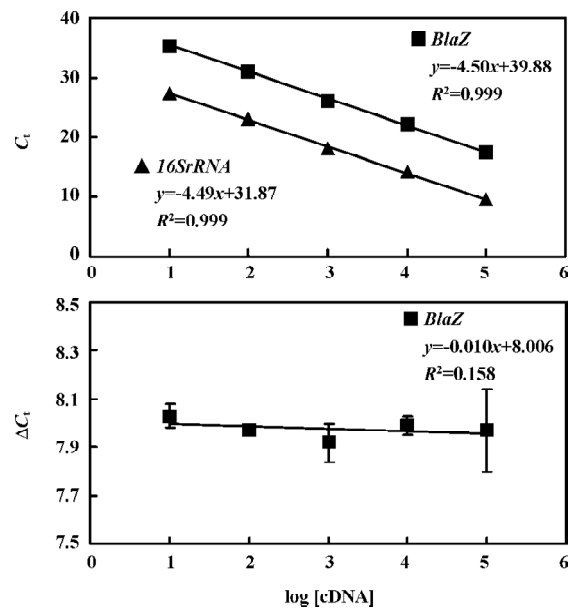 40
BlaZ
y=-4.50x+39.88
R²=0.999
30
Cₜ
20
16SrRNA
y=-4.49x+31.87
R²=0.999
10
0
0 1 2 3 4 5 6
8.5
BlaZ
y=-0.010x+8.006
R²=0.158
8.3
8.1
ΔCₜ
7.9
7.7
7.5
0 1 2 3 4 5 6
log [cDNA]